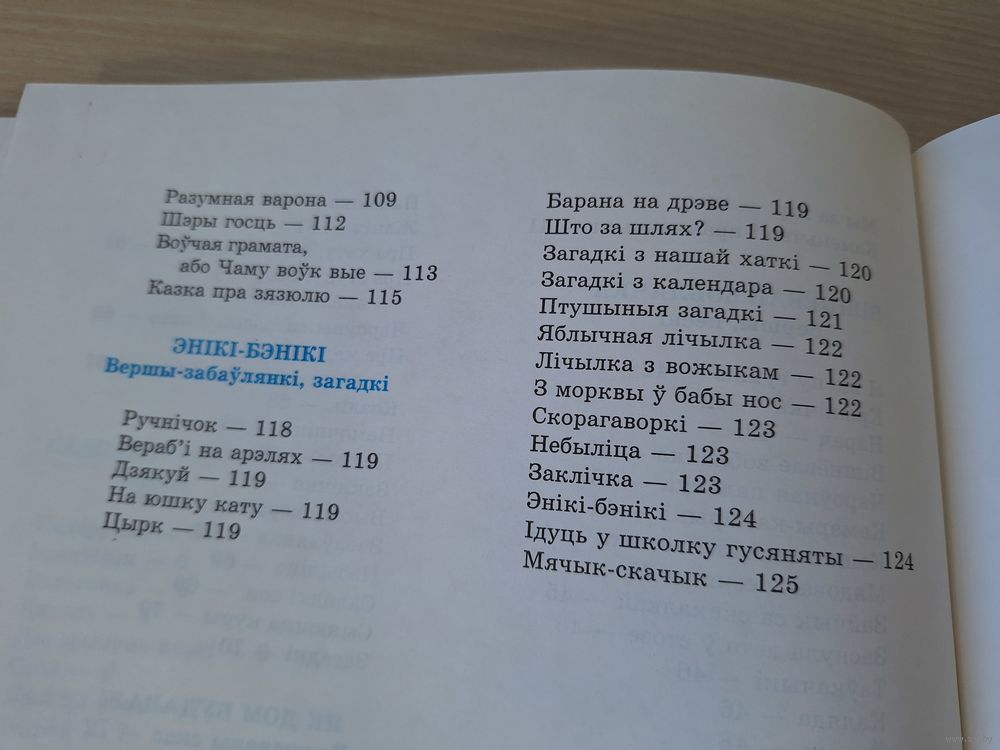 Разумная варона — 109
Шэры госць — 112
Воўчая грамата,
або Чаму воўк вые — 113
Казка пра зязюлю — 115
ЭНІКІ-БЭНІКІ
Вершы-забаўлянкі, загадкі
Ручнічок — 118
Вераб’і на арэлях — 119
Дзякуй — 119
На юшку кату — 119
Цырк — 119
Барана на дрэве — 119
Што за шлях? — 119
Загадкі з нашай хаткі — 120
Загадкі з календара — 120
Птушыныя загадкі — 121
Яблычная лічылка — 122
Лічылка з вожыкам — 122
З морквы ў бабы нос — 122
Скорагаворкі — 123
Небыліца — 123
Заклічка — 123
Энікі-бэнікі — 124
Ідуць у школку гусяняты — 124
Мячык-скачык — 125